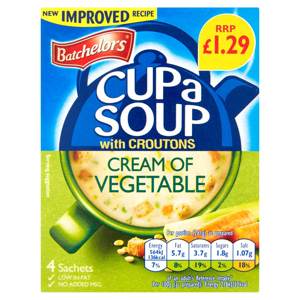 NEW IMPROVED RECIPE
RRP
£1.29
Batchelors
CUP a
SOUP
with CROUTONS
CREAM OF
VEGETABLE
Energy Fat Saturates Sugars Salt
564kJ
136kcal 5.7g 3.7g 1.8g 1.07g
7% 8% 19% 2% 18%
4 Sachets
✓ LOW IN FAT
✓ NO ADDED MSG